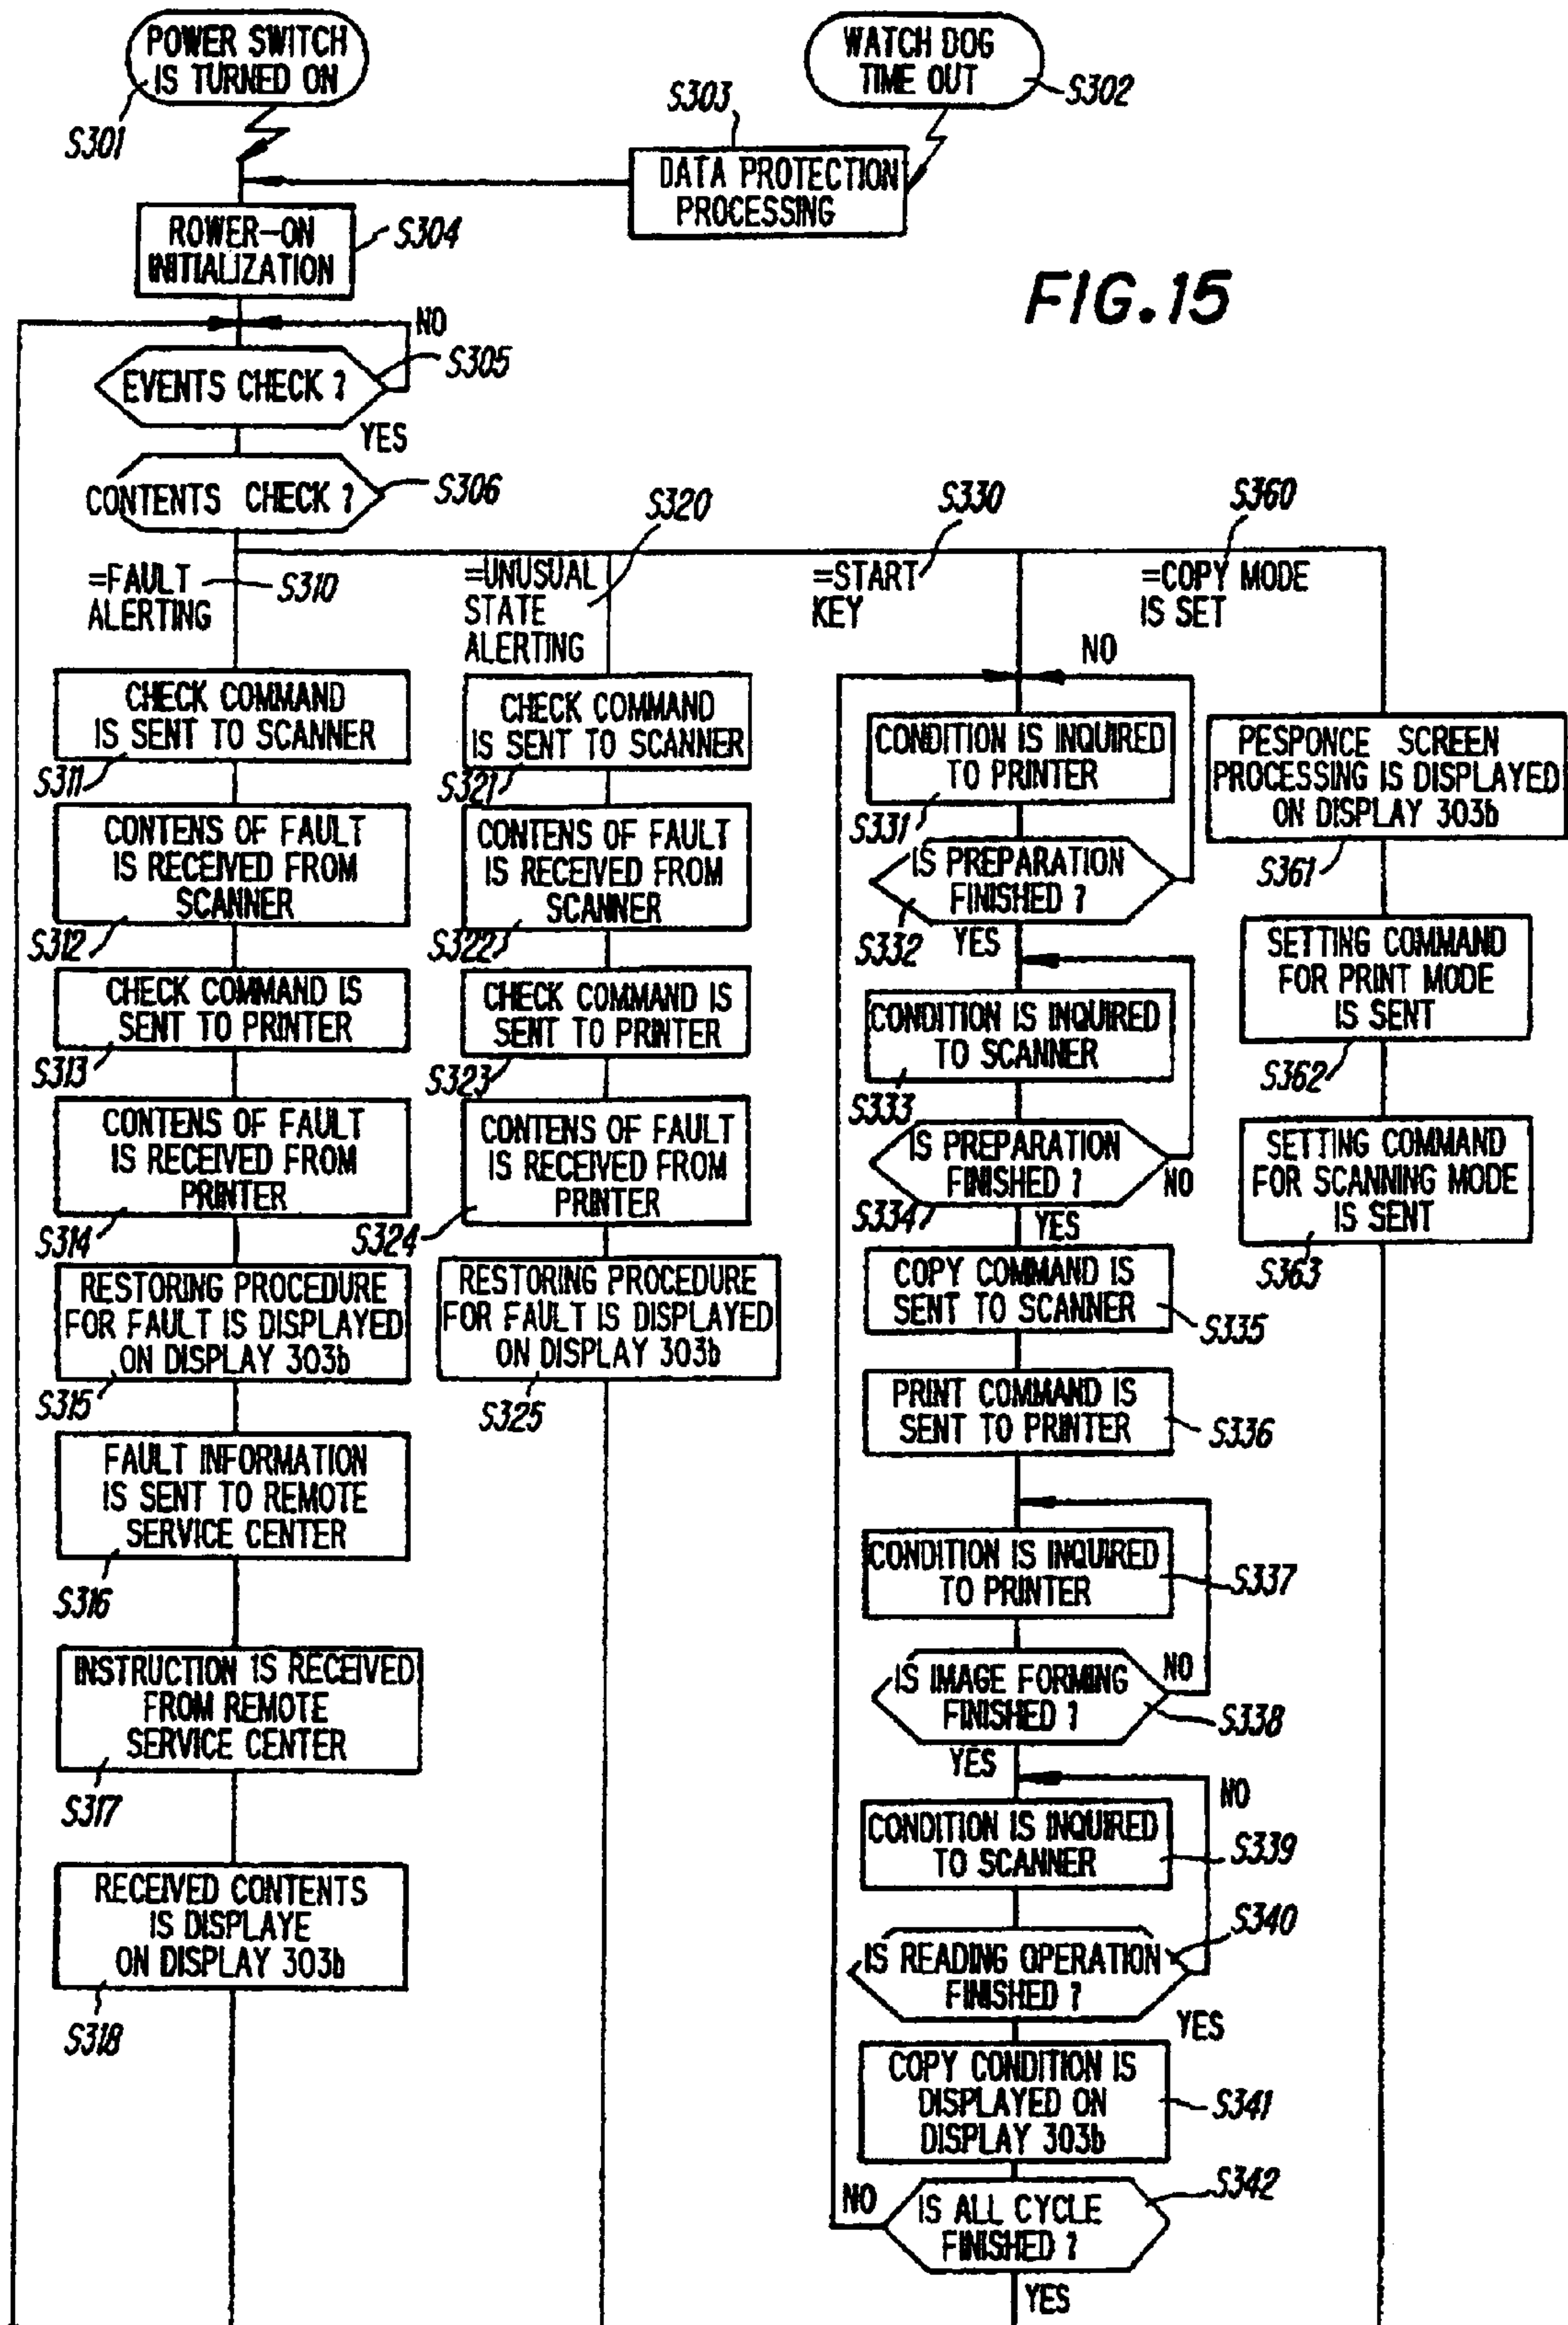 POWER SWITCH
IS TURNED ON
S301
WATCH DOG
TIME OUT
S302
S303
DATA PROTECTION
PROCESSING
ROWER-ON
INITIALIZATION
S304
FIG.15
NO
EVENTS CHECK ?
S305
YES
CONTENTS CHECK ?
S306
=FAULT
ALERTING
S310
CHECK COMMAND
IS SENT TO SCANNER
S311
CONTENS OF FAULT
IS RECEIVED FROM
SCANNER
S312
CHECK COMMAND IS
SENT TO PRINTER
S313
CONTENS OF FAULT
IS RECEIVED FROM
PRINTER
S314
RESTORING PROCEDURE
FOR FAULT IS DISPLAYED
ON DISPLAY 303b
S315
FAULT INFORMATION
IS SENT TO REMOTE
SERVICE CENTER
S316
INSTRUCTION IS RECEIVED
FROM REMOTE
SERVICE CENTER
S317
RECEIVED CONTENTS
IS DISPLAYE
ON DISPLAY 303b
S318
S320
=UNUSUAL
STATE
ALERTING
CHECK COMMAND
IS SENT TO SCANNER
S321
CONTENS OF FAULT
IS RECEIVED FROM
SCANNER
S322
CHECK COMMAND IS
SENT TO PRINTER
S323
CONTENS OF FAULT
IS RECEIVED FROM
PRINTER
S324
RESTORING PROCEDURE
FOR FAULT IS DISPLAYED
ON DISPLAY 303b
S325
S330
=START
KEY
NO
CONDITION IS INQUIRED
TO PRINTER
S331
IS PREPARATION
FINISHED ?
S332
YES
CONDITION IS INQUIRED
TO SCANNER
S333
IS PREPARATION
FINISHED ?
NO
S334
YES
COPY COMMAND IS
SENT TO SCANNER
S335
PRINT COMMAND IS
SENT TO PRINTER
S336
CONDITION IS INQUIRED
TO PRINTER
S337
IS IMAGE FORMING
FINISHED ?
NO
S338
YES
NO
CONDITION IS INQUIRED
TO SCANNER
S339
S340
IS READING OPERATION
FINISHED ?
YES
COPY CONDITION IS
DISPLAYED ON
DISPLAY 303b
S341
S342
NO
IS ALL CYCLE
FINISHED ?
YES
S360
=COPY MODE
IS SET
PESPONCE SCREEN
PROCESSING IS DISPLAYED
ON DISPLAY 303b
S361
SETTING COMMAND
FOR PRINT MODE
IS SENT
S362
SETTING COMMAND
FOR SCANNING MODE
IS SENT
S363